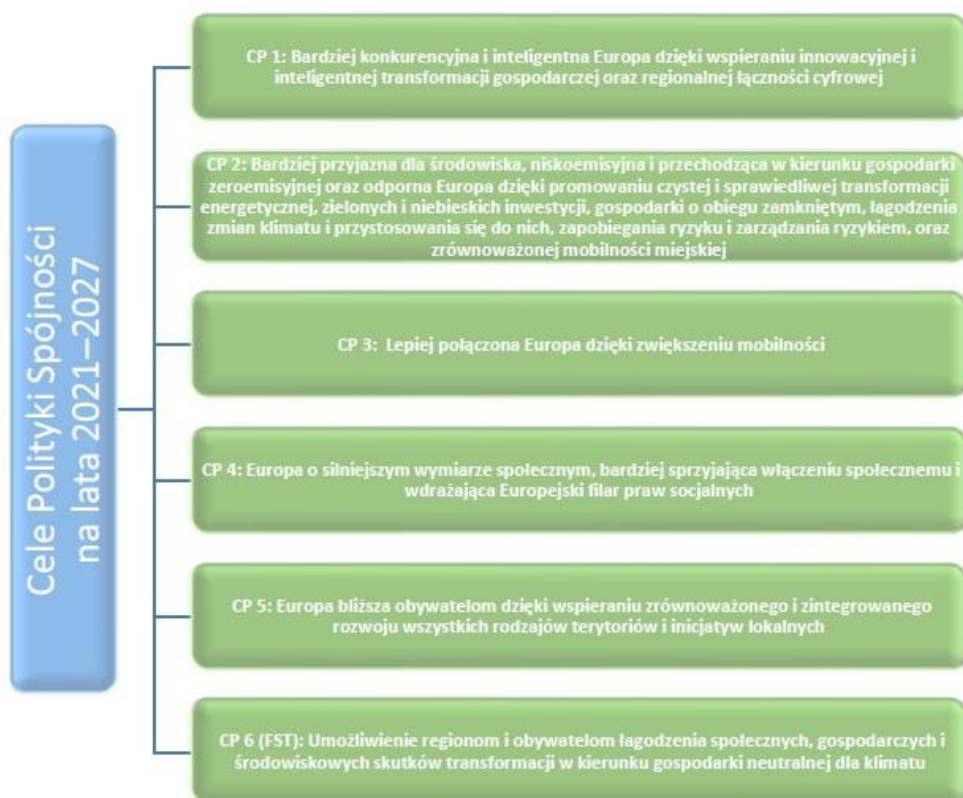 Cele Polityki Spójności
na lata 2021–2027
CP 1: Bardziej konkurencyjna i inteligentna Europa dzięki wspieraniu innowacyjnej i
inteligentnej transformacji gospodarczej oraz regionalnej łączności cyfrowej
CP 2: Bardziej przyjazna dla środowiska, niskoemisyjna i przechodząca w kierunku gospodarki
zeroemisyjnej oraz odporna Europa dzięki promowaniu czystej i sprawiedliwej transformacji
energetycznej, zielonych i niebieskich inwestycji, gospodarki o obiegu zamkniętym, łagodzenia
zmian klimatu i przystosowania się do nich, zapobiegania ryzyku i zarządzania ryzykiem, oraz
zrównoważonej mobilności miejskiej
CP 3: Lepiej połączona Europa dzięki zwiększeniu mobilności
CP 4: Europa o silniejszym wymiarze społecznym, bardziej sprzyjająca włączeniu społecznemu i
wdrażająca Europejski filar praw socjalnych
CP 5: Europa bliższa obywatelom dzięki wspieraniu zrównoważonego i zintegrowanego
rozwoju wszystkich rodzajów terytoriów i inicjatyw lokalnych
CP 6 (FST): Umożliwienie regionom i obywatelom łagodzenia społecznych, gospodarczych i
środowiskowych skutków transformacji w kierunku gospodarki neutralnej dla klimatu